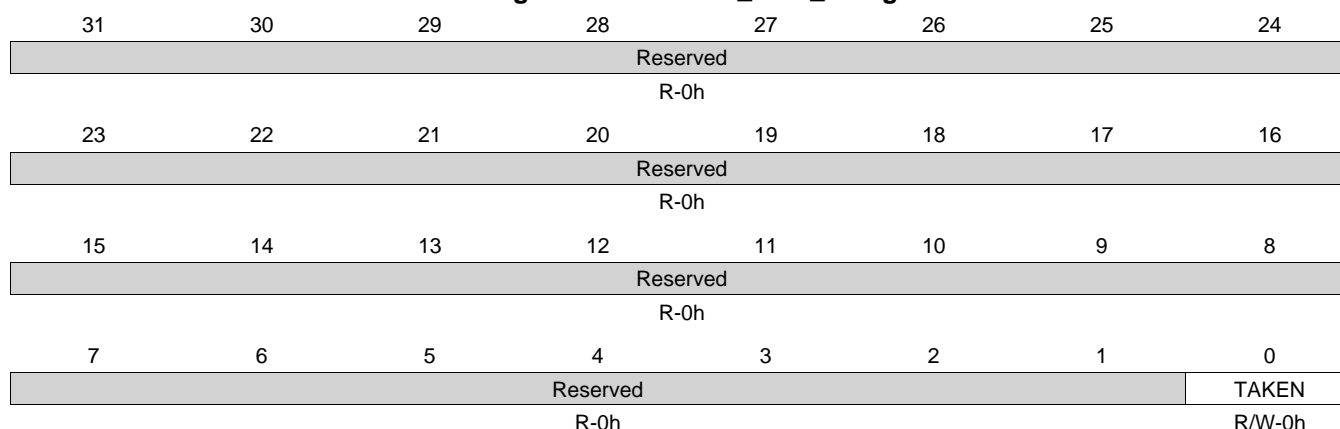 31 30 29 28 27 26 25 24
Reserved
R-0h
23 22 21 20 19 18 17 16
Reserved
R-0h
15 14 13 12 11 10 9 8
Reserved
R-0h
7 6 5 4 3 2 1 0
Reserved TAKEN
R-0h R/W-0h